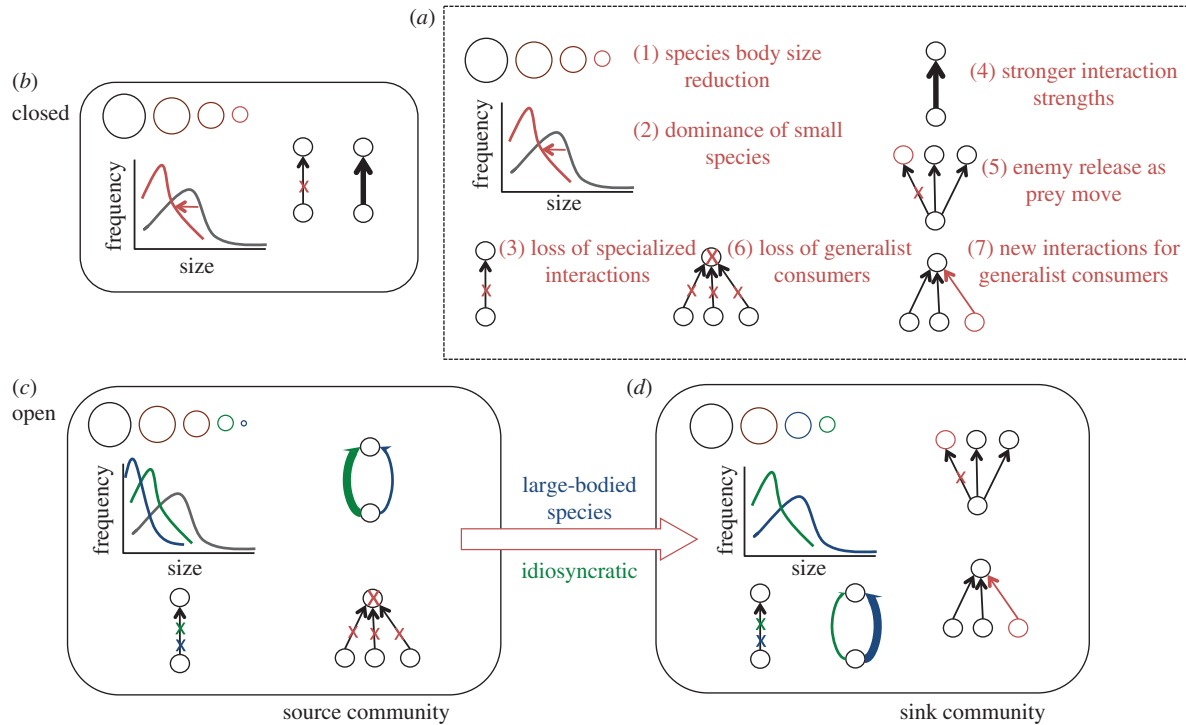 (a)
(1) species body size
reduction
(2) dominance of small
species
frequency
size
(3) loss of specialized
interactions
(4) stronger interaction
strengths
(5) enemy release as
prey move
(6) loss of generalist
consumers
(7) new interactions for
generalist consumers
x
x
x
x
x
x
(b)
closed
frequency
size
x
(c)
open
frequency
size
x
x
x
x
x
x
source community
large-bodied
species
idiosyncratic
(d)
frequency
size
x
x
x
sink community